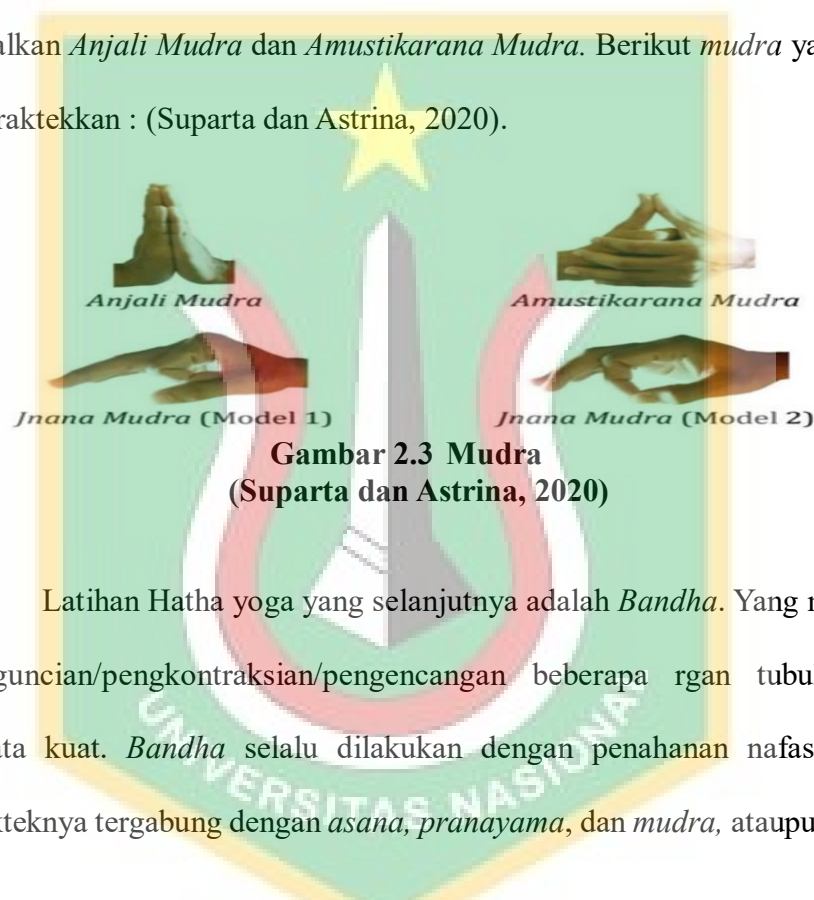 alkan Anjali Mudra dan Amustikarana Mudra. Berikut mudra ya
raktekkan : (Suparta dan Astrina, 2020).
Anjali Mudra
Amustikarana Mudra
Jnana Mudra (Model 1)
Jnana Mudra (Model 2)
Gambar 2.3 Mudra
(Suparta dan Astrina, 2020)
Latihan Hatha yoga yang selanjutnya adalah Bandha. Yang
guncian/pengkontraksian/pengencangan beberapa rgan tubu
ta kuat. Bandha selalu dilakukan dengan penahanan nafas
kteknya tergabung dengan asana, pranayama, dan mudra, ataupu
UNIVERSITAS NASIONAL